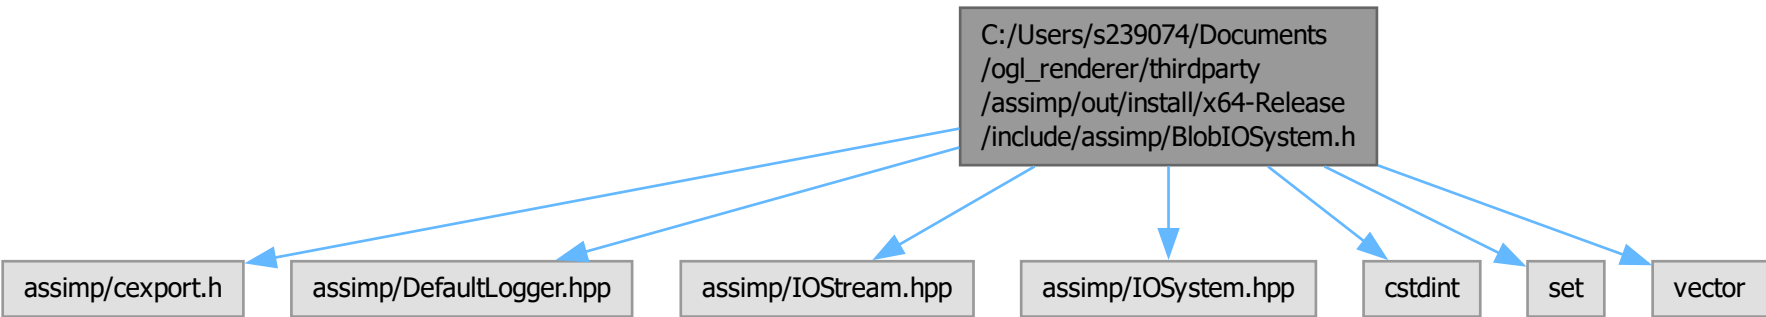 C:/Users/s239074/Documents
/ogl_renderer/thirdparty
/assimp/out/install/x64-Release
/include/assimp/BlobIOSystem.h
assimp/cexport.h
assimp/DefaultLogger.hpp
assimp/IOStream.hpp
assimp/IOSystem.hpp
cstdint
set
vector